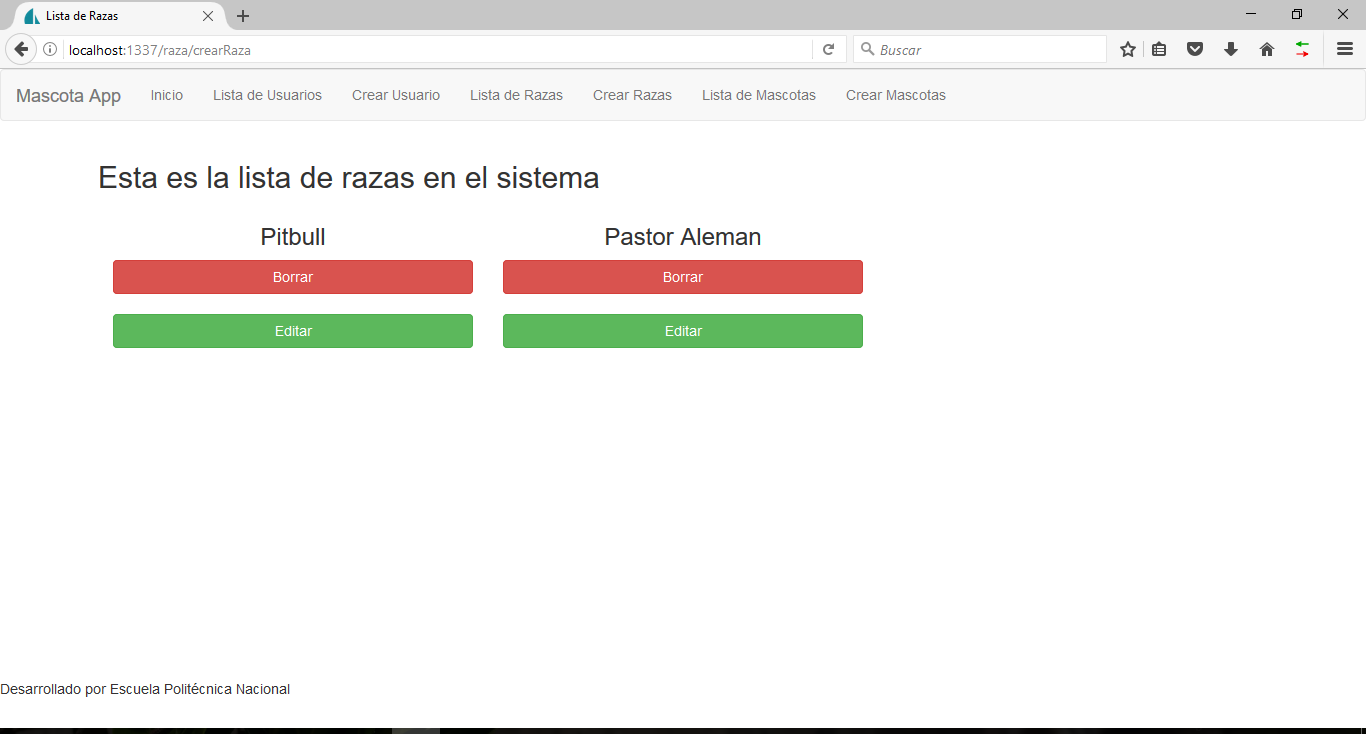 Lista de Razas
localhost:1337/raza/crearRaza
Buscar
Mascota App Inicio Lista de Usuarios Crear Usuario Lista de Razas Crear Razas Lista de Mascotas Crear Mascotas
Esta es la lista de razas en el sistema
Pitbull Pastor Aleman
Borrar Borrar
Editar Editar
Desarrollado por Escuela Politécnica Nacional